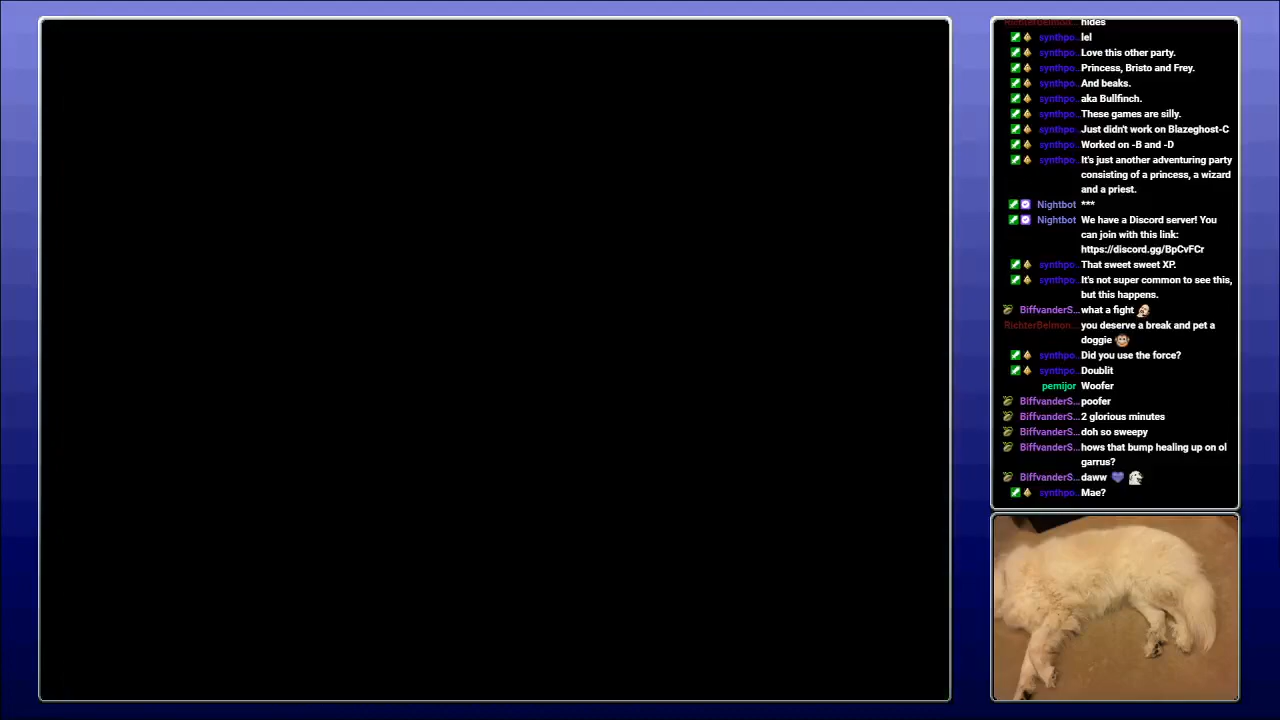 hides
synthpo... lel
synthpo... Love this other party.
synthpo... Princess, Bristo and Frey.
synthpo... And beaks.
synthpo... aka Bullfinch.
synthpo... These games are silly.
synthpo... Just didn't work on Blazeghost-C
synthpo... Worked on -B and -D
synthpo... It's just another adventuring party
consisting of a princess, a wizard
and a priest.
Nightbot ***
Nightbot We have a Discord server! You
can join with this link:
https://discord.gg/BpCvFCr
synthpo... That sweet sweet XP.
synthpo... It's not super common to see this,
but this happens.
BiffvanderS... what a fight
RichterBelmon... you deserve a break and pet a
doggie
synthpo... Did you use the force?
synthpo... Doublit
pemijor Woofer
BiffvanderS... poofer
BiffvanderS... 2 glorious minutes
BiffvanderS... doh so sweepy
BiffvanderS... hows that bump healing up on ol
garrus?
BiffvanderS... daww
synthpo... Mae?